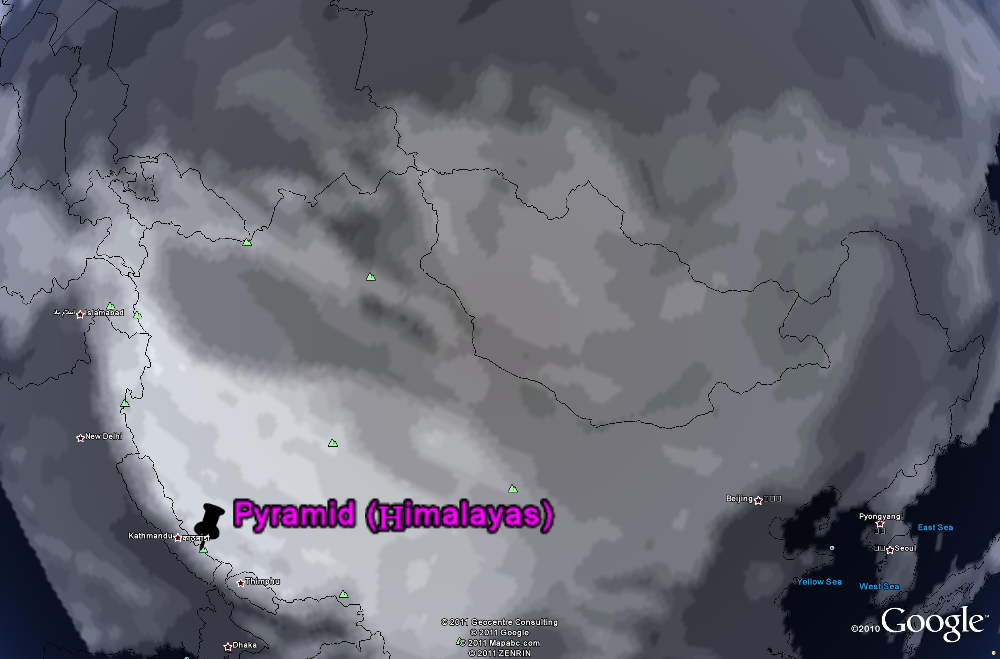 اسلام باد Islamabad
New Delhi
Pyramid (Himalayas)
Beijing
Pyongyang
East Sea
Kathmandu काठमांडौ
Seoul
Thimphu
Yellow Sea
West Sea
© 2011 Geocentre Consulting
© 2011 Google
© 2011 Mapabc.com
© 2011 ZENRIN
©2010 Google™
Dhaka